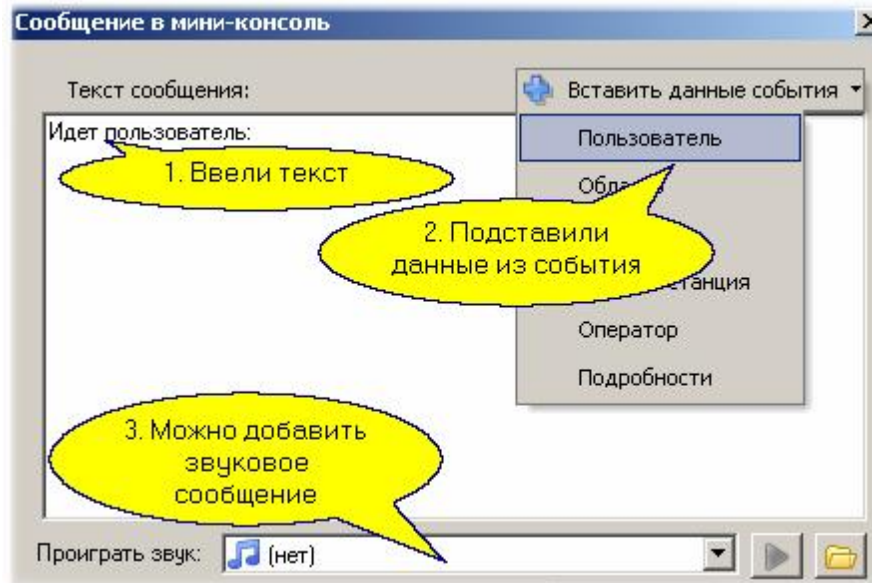 Сообщение в мини-консоль
Текст сообщения:
Вставить данные события
Идет пользователь:
Пользователь
1. Ввели текст
2. Подставили
данные из события
Оператор
Подробности
3. Можно добавить
звуковое
сообщение
Проиграть звук:
(нет)